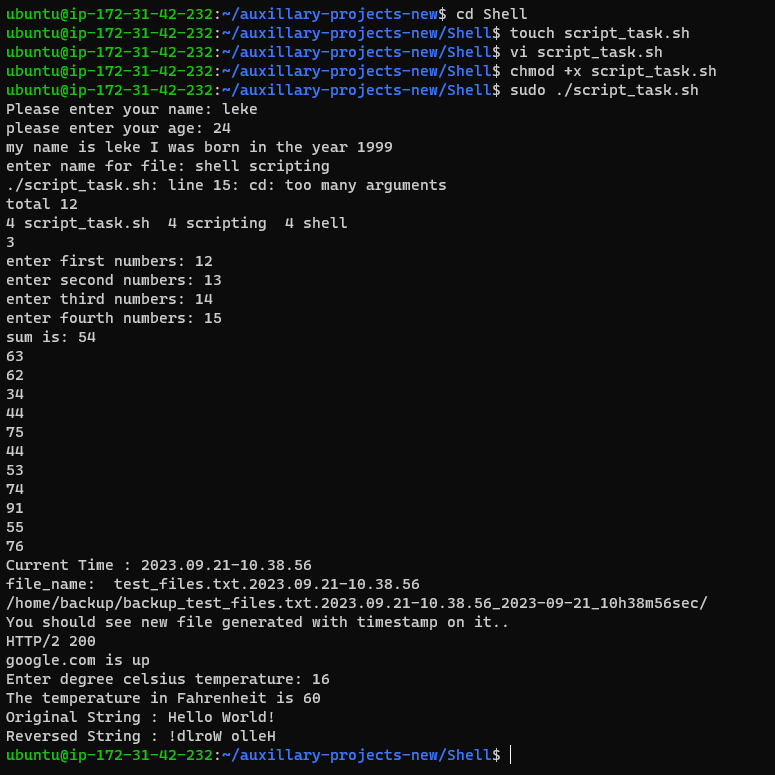 ubuntu@ip-172-31-42-232:~/auxillary-projects-new$ cd Shell
ubuntu@ip-172-31-42-232:~/auxillary-projects-new/Shell$ touch script_task.sh
ubuntu@ip-172-31-42-232:~/auxillary-projects-new/Shell$ vi script_task.sh
ubuntu@ip-172-31-42-232:~/auxillary-projects-new/Shell$ chmod +x script_task.sh
ubuntu@ip-172-31-42-232:~/auxillary-projects-new/Shell$ sudo ./script_task.sh
Please enter your name: leke
please enter your age: 24
my name is leke I was born in the year 1999
enter name for file: shell scripting
./script_task.sh: line 15: cd: too many arguments
total 12
4 script_task.sh  4 scripting  4 shell
3
enter first numbers: 12
enter second numbers: 13
enter third numbers: 14
enter fourth numbers: 15
sum is: 54
63
62
34
44
75
44
53
74
91
55
76
Current Time : 2023.09.21-10.38.56
file_name:  test_files.txt.2023.09.21-10.38.56
/home/backup/backup_test_files.txt.2023.09.21-10.38.56_2023-09-21_10h38m56sec/
You should see new file generated with timestamp on it..
HTTP/2 200
google.com is up
Enter degree celsius temperature: 16
The temperature in Fahrenheit is 60
Original String : Hello World!
Reversed String : !dlroW olleH
ubuntu@ip-172-31-42-232:~/auxillary-projects-new/Shell$